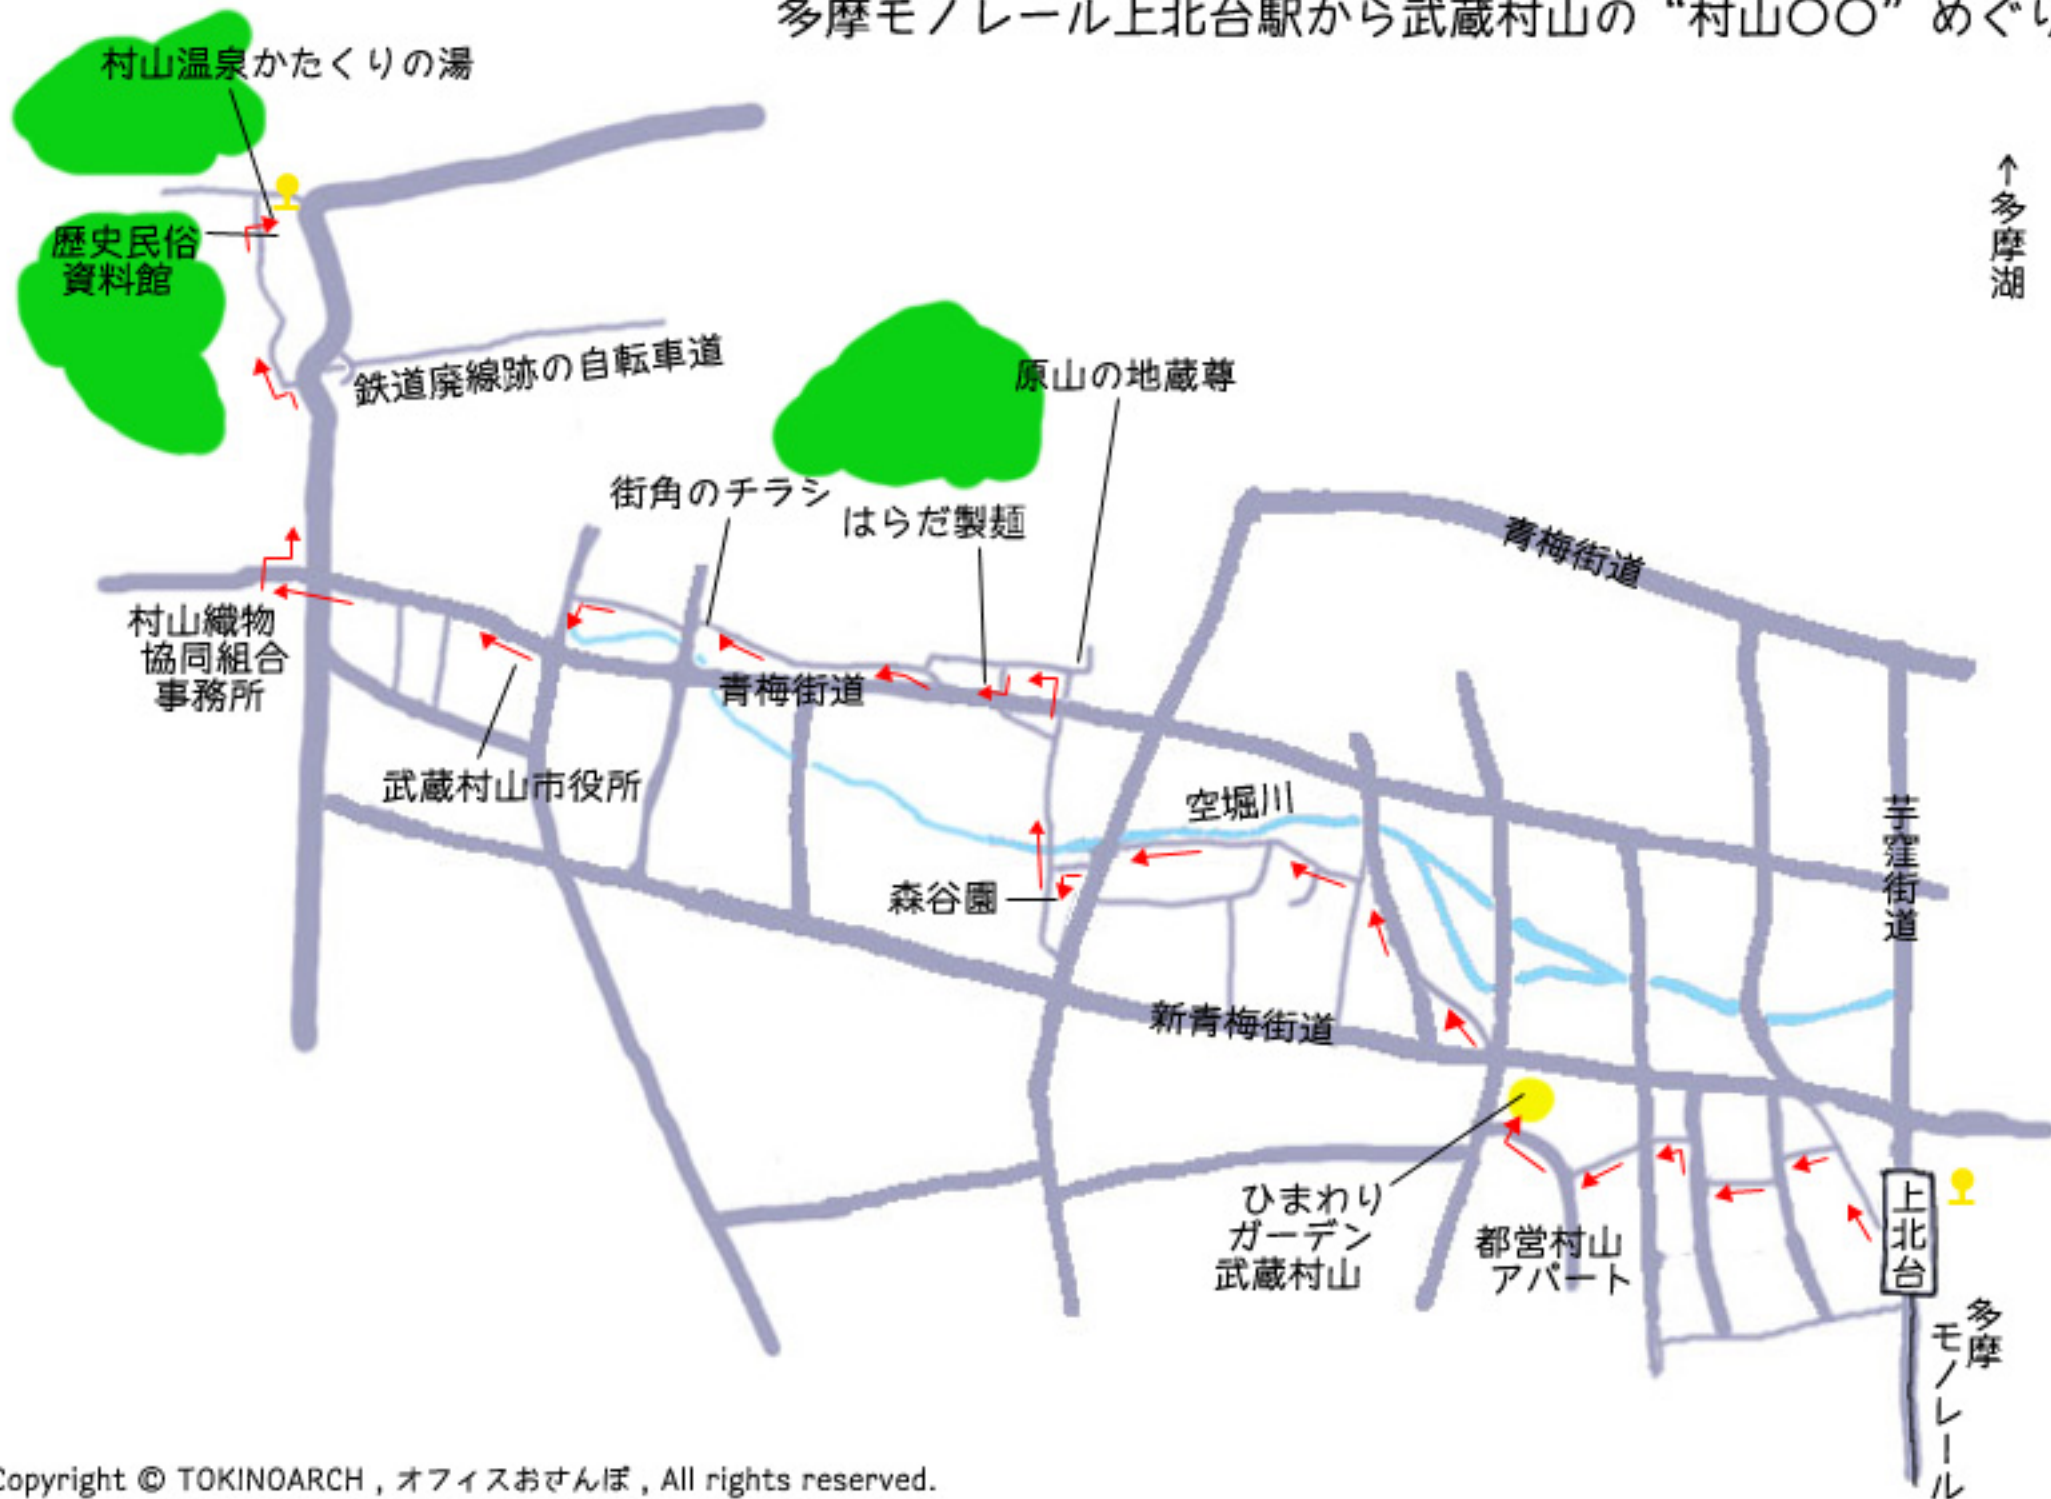 多摩モノレール上北台駅から武蔵村山の“村山〇〇”めぐり
村山温泉かたくりの湯
↑多摩湖
歴史民俗
資料館
鉄道廃線跡の自転車道
原山の地蔵尊
街角のチラシ
はらだ製麺
青梅街道
村山織物
協同組合
事務所
青梅街道
武蔵村山市役所
空堀川
芋窪街道
森谷園
新青梅街道
ひまわり
ガーデン
武蔵村山
都営村山
アパート
上北台
多摩
モノレール
Copyright © TOKINOARCH , オフィスおさんぽ , All rights reserved.